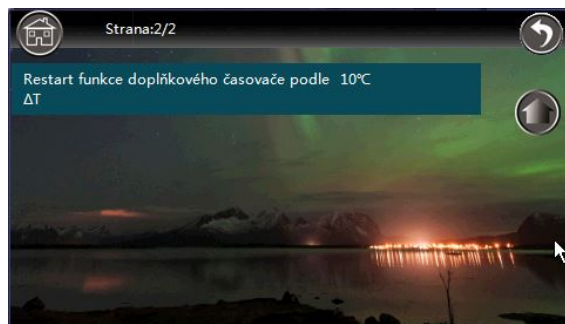 Strana:2/2
Restart funkce doplňkového časovače podle 10℃
ΔT